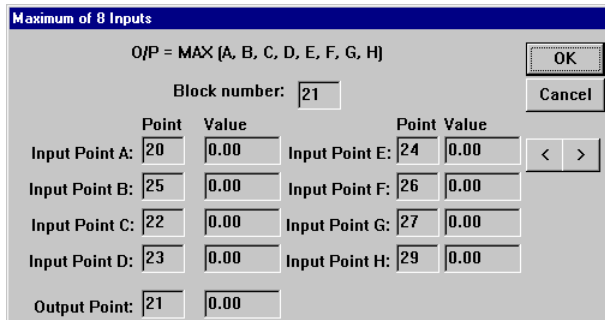 Maximum of 8 Inputs
O/P = MAX (A, B, C, D, E, F, G, H)
OK
Block number: 21
Cancel
Point Value Point Value
Input Point A: 20 0.00 Input Point E: 24 0.00
< >
Input Point B: 25 0.00 Input Point F: 26 0.00
Input Point C: 22 0.00 Input Point G: 27 0.00
Input Point D: 23 0.00 Input Point H: 29 0.00
Output Point: 21 0.00